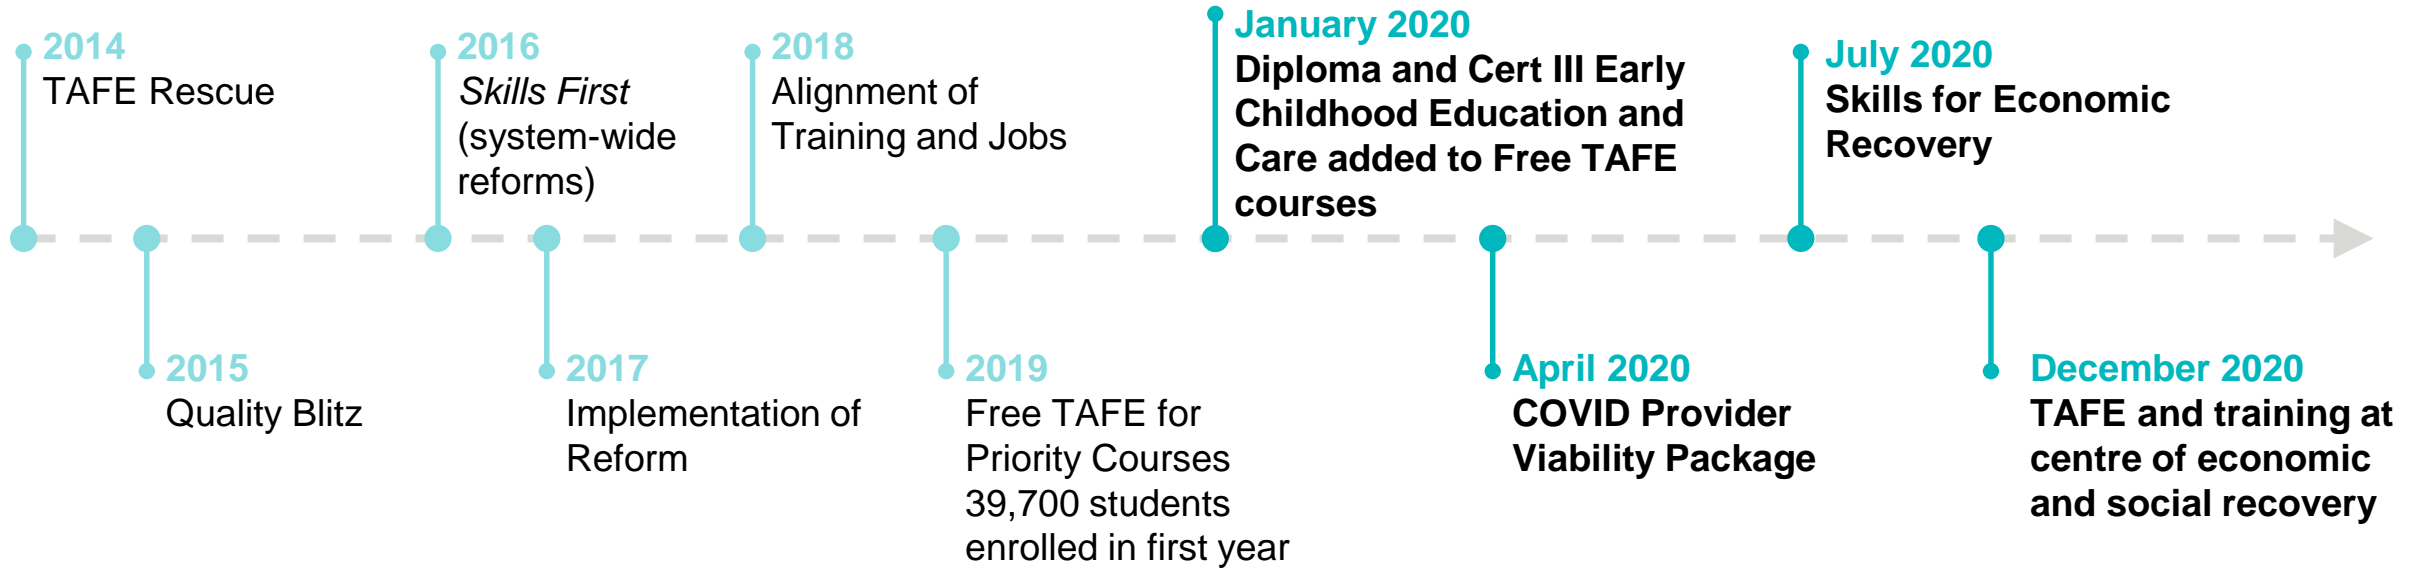 2014
TAFE Rescue
2015
Quality Blitz
2016
Skills First
(system-wide
reforms)
2017
Implementation of
Reform
2018
Alignment of
Training and Jobs
2019
Free TAFE for
Priority Courses
39,700 students
enrolled in first year
January 2020
Diploma and Cert III Early
Childhood Education and
Care added to Free TAFE
courses
April 2020
COVID Provider
Viability Package
July 2020
Skills for Economic
Recovery
December 2020
TAFE and training at
centre of economic
and social recovery